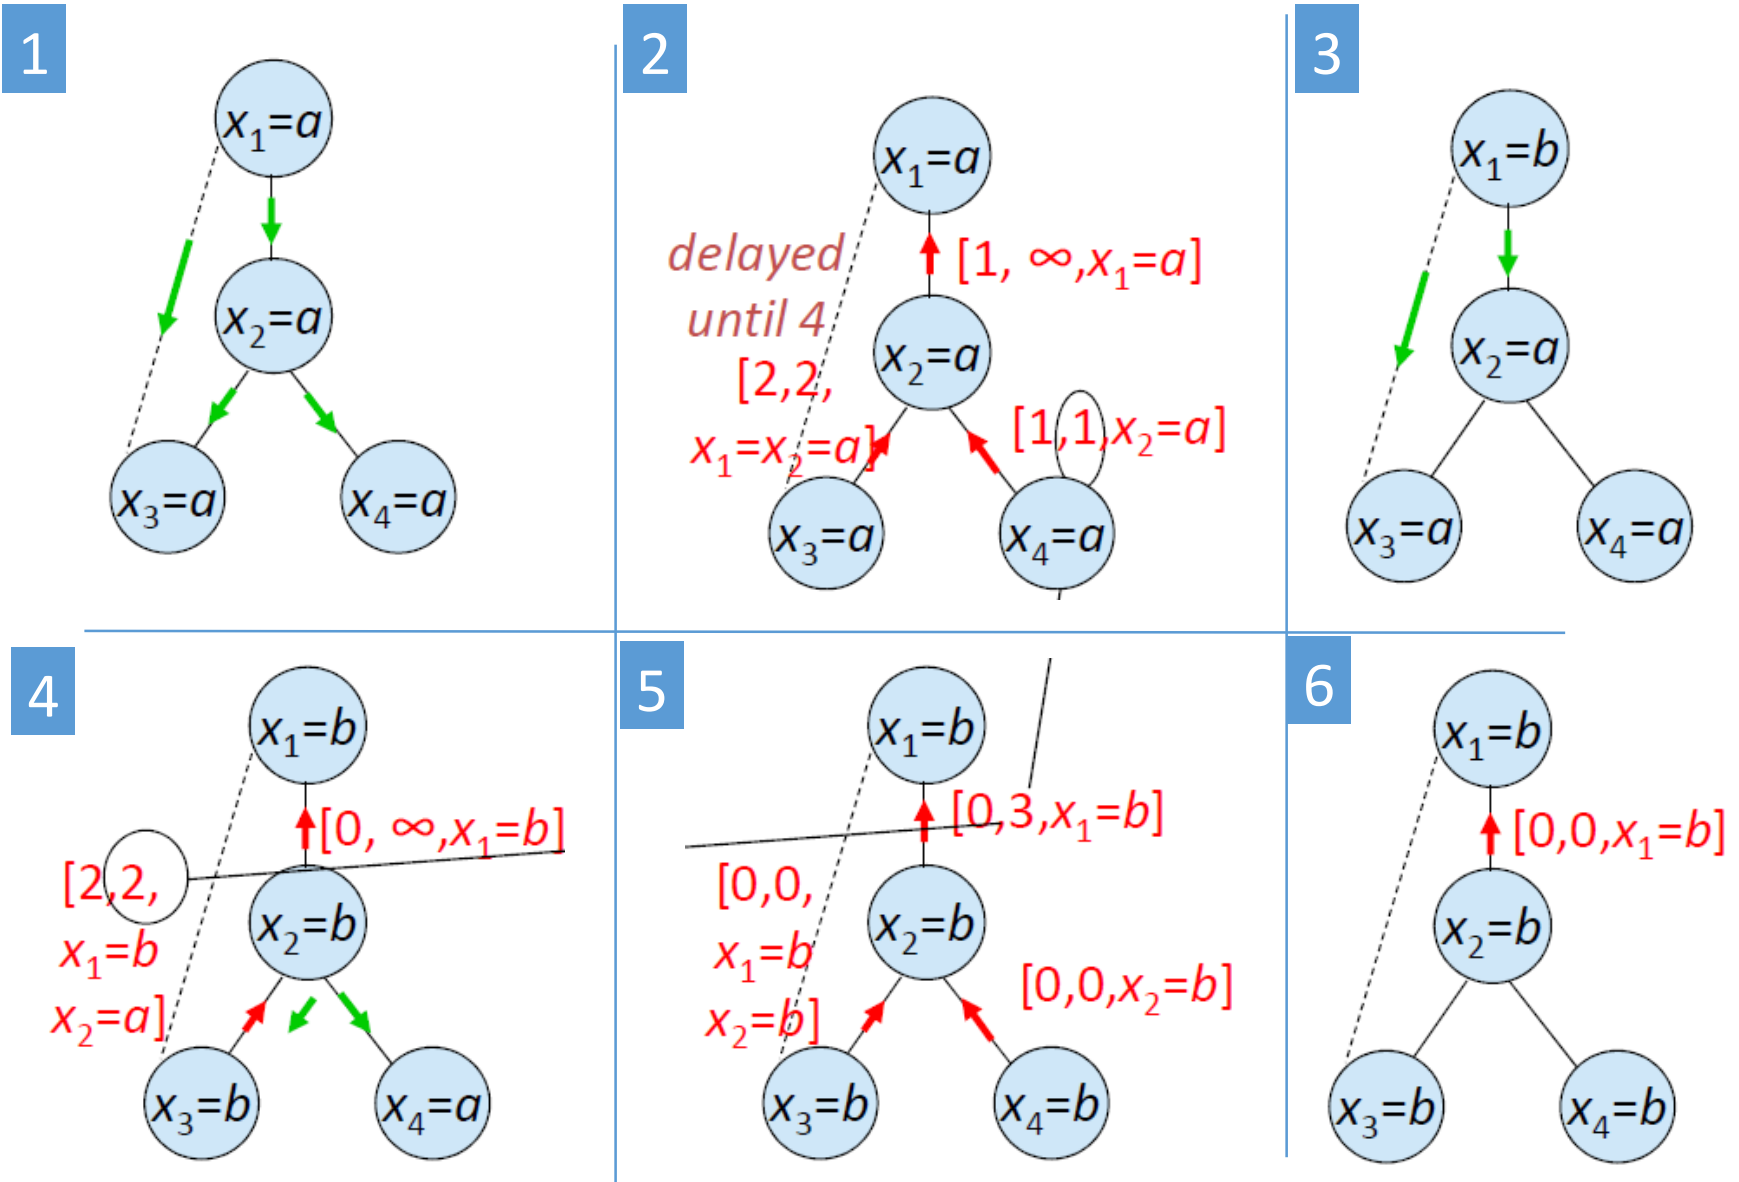 1
x₁=a
x₂=a
x₃=a
x₄=a
2
x₁=a
delayed
until 4
[1, ∞,x₁=a]
x₂=a
[2,2,
x₁=x₂=a]
[1,1,x₂=a]
x₃=a
x₄=a
3
x₁=b
x₂=a
x₃=a
x₄=a
4
x₁=b
[0, ∞,x₁=b]
[2,2,
x₁=b
x₂=a]
x₂=b
x₃=b
x₄=a
5
x₁=b
[0,3,x₁=b]
[0,0,
x₁=b
x₂=b]
x₂=b
[0,0,x₂=b]
x₃=b
x₄=b
6
x₁=b
[0,0,x₁=b]
x₂=b
x₃=b
x₄=b